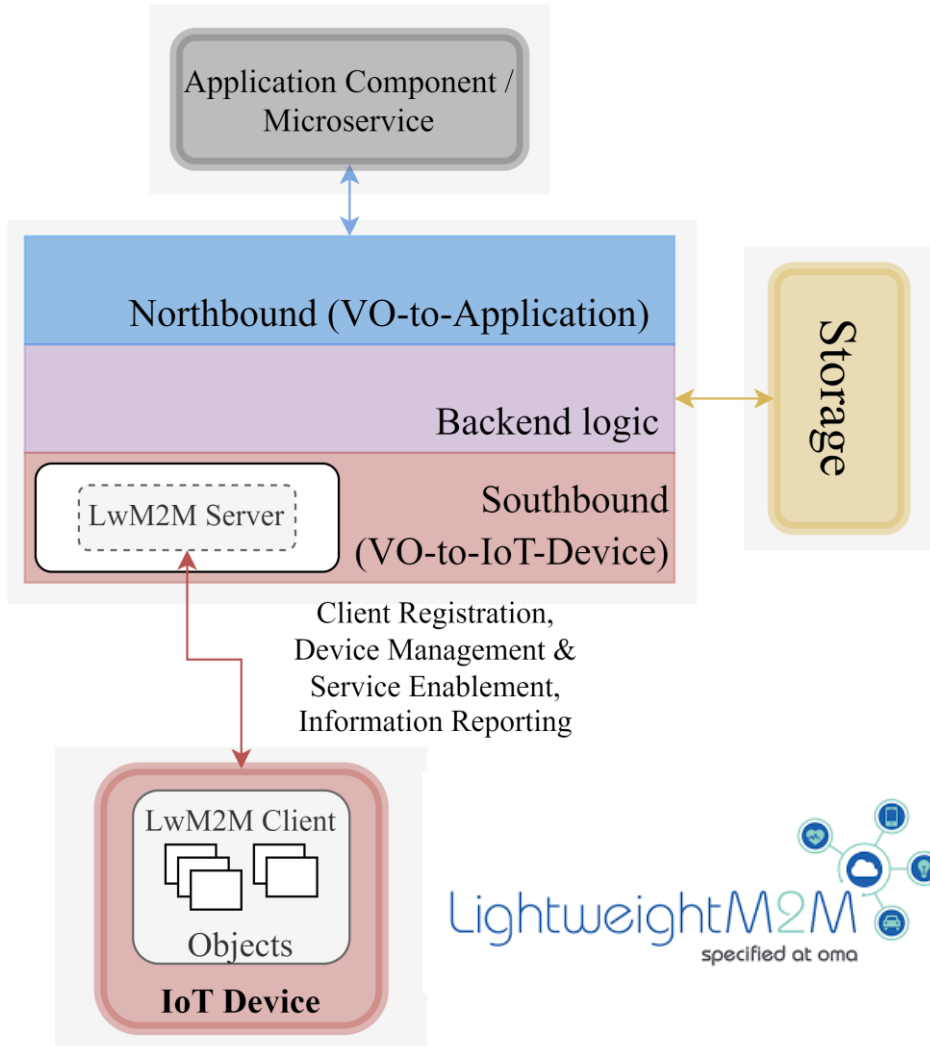 Application Component /
Microservice
Northbound (VO-to-Application)
Backend logic
Storage
LwM2M Server
Southbound
(VO-to-IoT-Device)
Client Registration,
Device Management &
Service Enablement,
Information Reporting
LwM2M Client
Objects
IoT Device
LightweightM2M
specified at oma